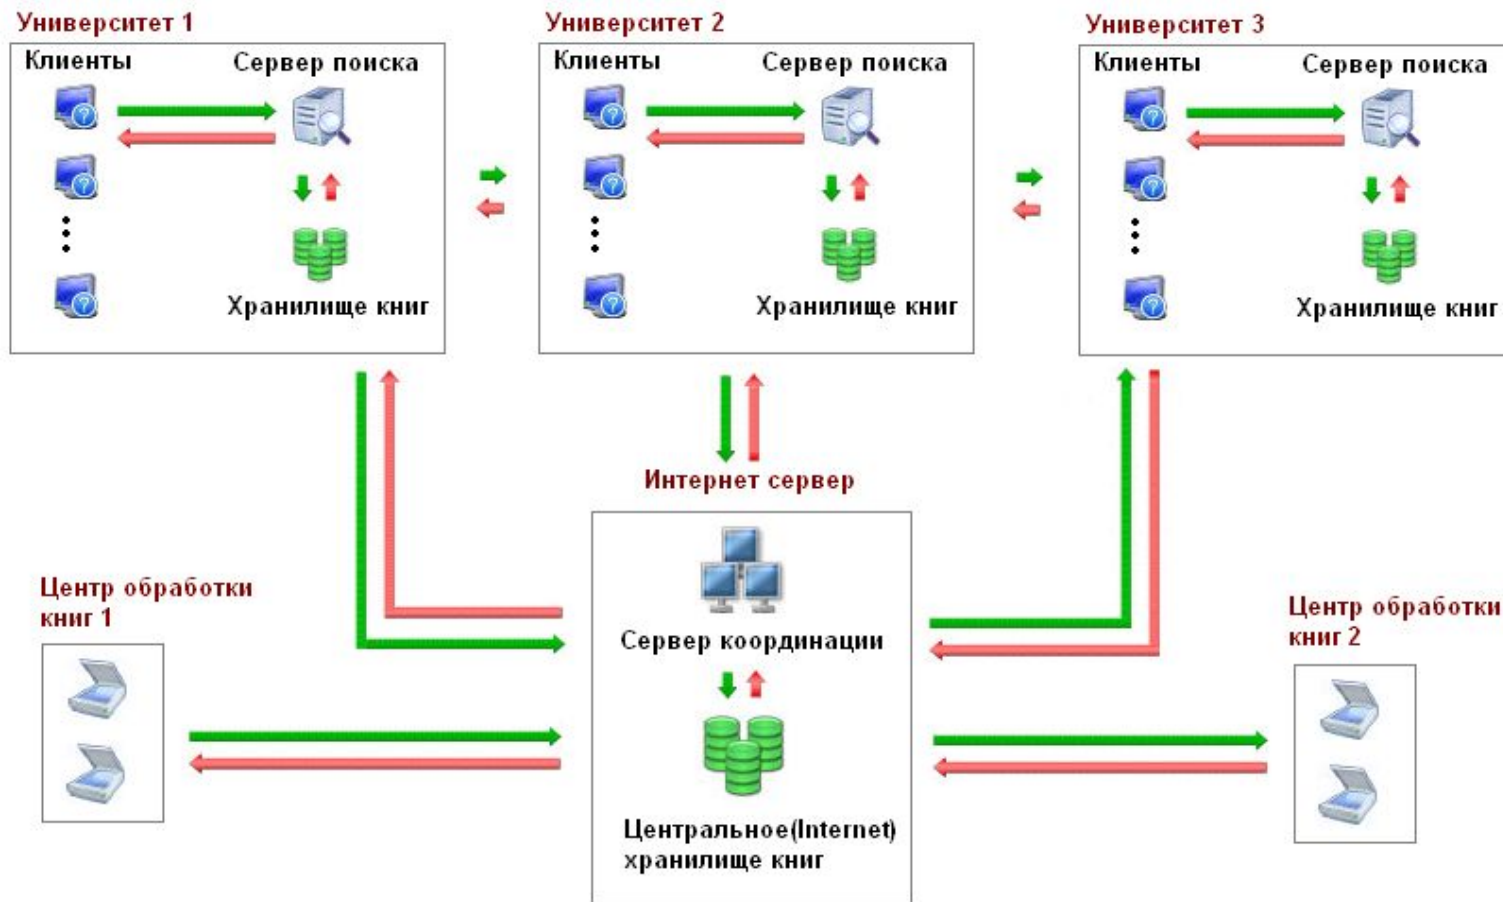 Университет 1
Университет 2
Университет 3
Клиенты
Сервер поиска
Клиенты
Сервер поиска
Клиенты
Сервер поиска
Хранилище книг
Хранилище книг
Хранилище книг
Интернет сервер
Центр обработки
книг 1
Сервер координации
Центр обработки
книг 2
Центральное(Internet)
хранилище книг